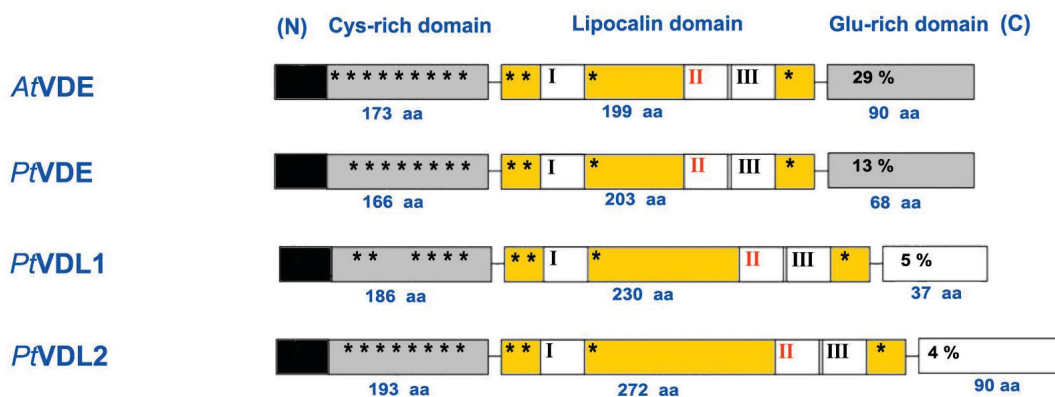 (N) Cys-rich domain Lipocalin domain Glu-rich domain (C)
AtVDE * * * * * * * * * * * I * II III * 29 %
173 aa 199 aa 90 aa
PtVDE * * * * * * * * * * I * II III * 13 %
166 aa 203 aa 68 aa
PtVDL1 * * * * * * * * I * II III * 5 %
186 aa 230 aa 37 aa
PtVDL2 * * * * * * * * * * I * II III * 4 %
193 aa 272 aa 90 aa